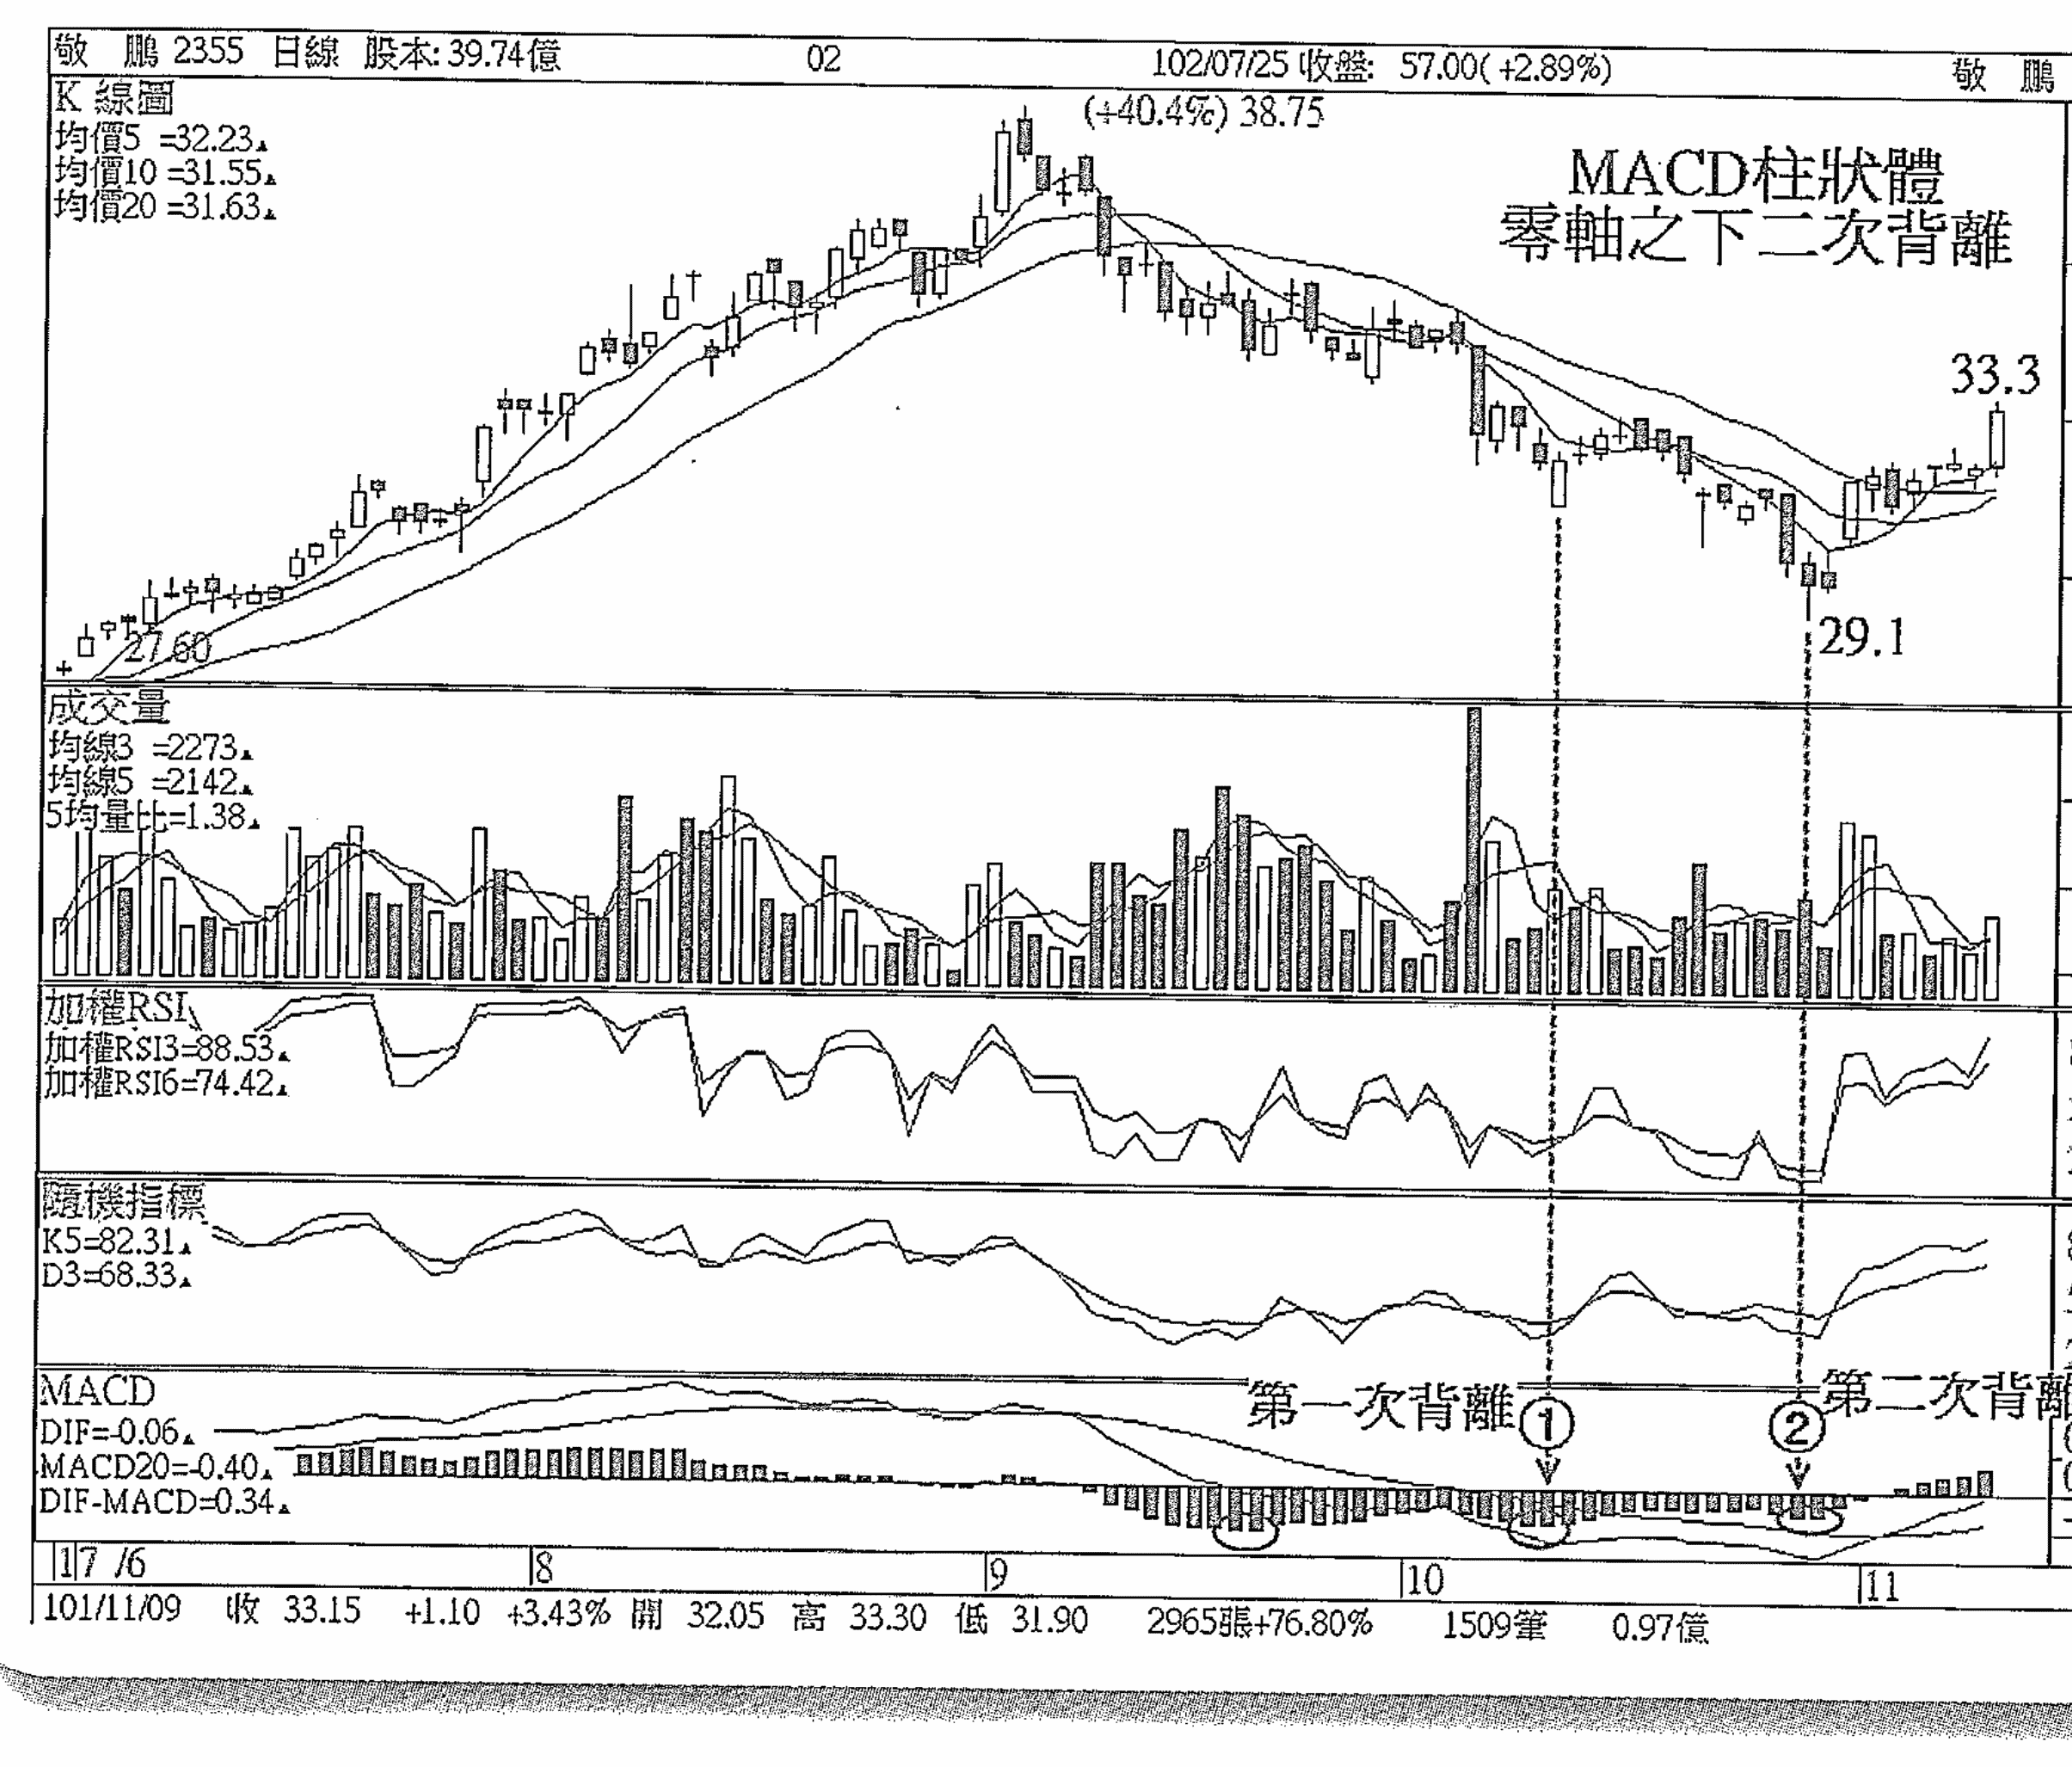 敬 鵬 2355 日線 股本: 39.74億 02 102/07/25 收盤: 57.00( +2.89%) 敬 鵬
K 線圖
均價5 =32.23▲
均價10 =31.55▲
均價20 =31.63▲
(+40.4%) 38.75
MACD柱狀體
零軸之下二次背離
33.3
27.60
29.1
成交量
均線3 =2273▲
均線5 =2142▲
5均量比=1.38▲
加權RSI
加權RSI3=88.53▲
加權RSI6=74.42▲
隨機指標
K5=82.31▲
D3=68.33▲
MACD
DIF=-0.06▲
MACD20=-0.40▲
DIF-MACD=0.34▲
第一次背離 ①
② 第二次背離
17 /6 8 9 10 11
101/11/09 收 33.15 +1.10 +3.43% 開 32.05 高 33.30 低 31.90 2965張+76.80% 1509筆 0.97億